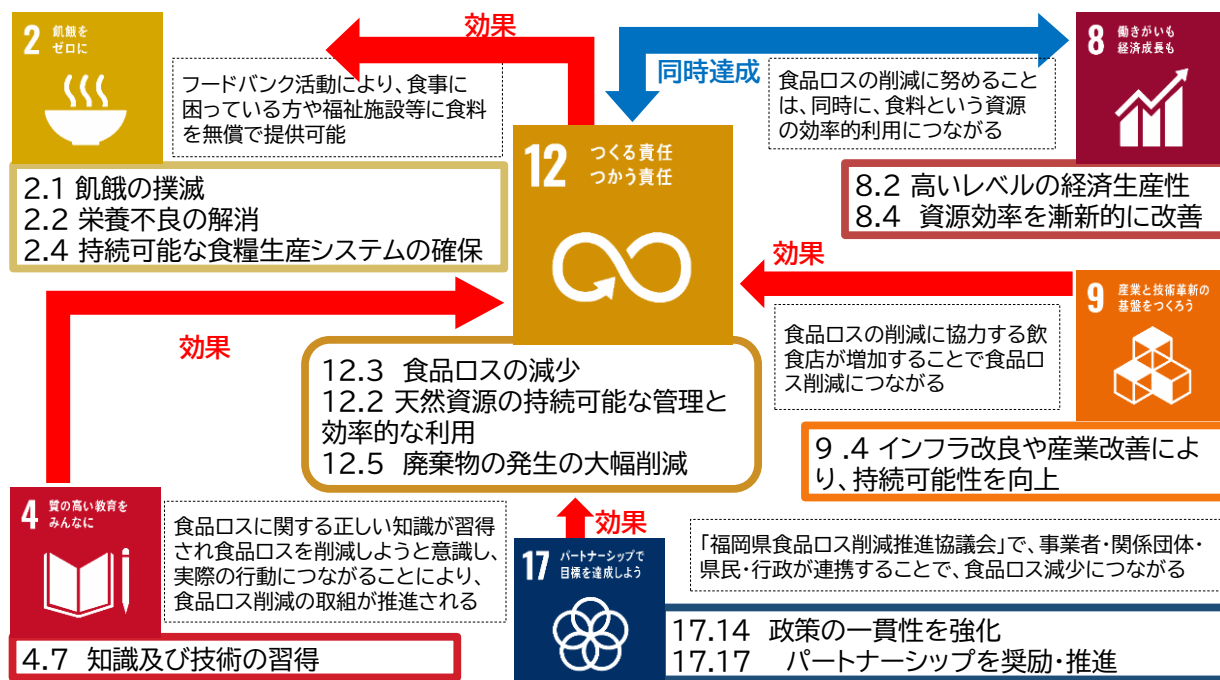 2 飢餓を
ゼロに
効果
フードバンク活動により、食事に
困っている方や福祉施設等に食料
を無償で提供可能
2.1 飢餓の撲滅
2.2 栄養不良の解消
2.4 持続可能な食糧生産システムの確保
同時達成
食品ロスの削減に努めること
は、同時に、食料という資源
の効率的利用につながる
8 働きがいも
経済成長も
8.2 高いレベルの経済生産性
8.4 資源効率を漸新的に改善
12 つくる責任
つかう責任
12.3 食品ロスの減少
12.2 天然資源の持続可能な管理と
効率的な利用
12.5 廃棄物の発生の大幅削減
効果
食品ロスの削減に協力する飲
食店が増加することで食品ロ
ス削減につながる
9 産業と技術革新の
基盤をつくろう
9 .4 インフラ改良や産業改善によ
り、持続可能性を向上
効果
4 質の高い教育を
みんなに
食品ロスに関する正しい知識が習得
され食品ロスを削減しようと意識し、
実際の行動につながることにより、
食品ロス削減の取組が推進される
4.7 知識及び技術の習得
効果
17 パートナーシップで
目標を達成しよう
「福岡県食品ロス削減推進協議会」で、事業者・関係団体・
県民・行政が連携することで、食品ロス減少につながる
17.14 政策の一貫性を強化
17.17 パートナーシップを奨励・推進